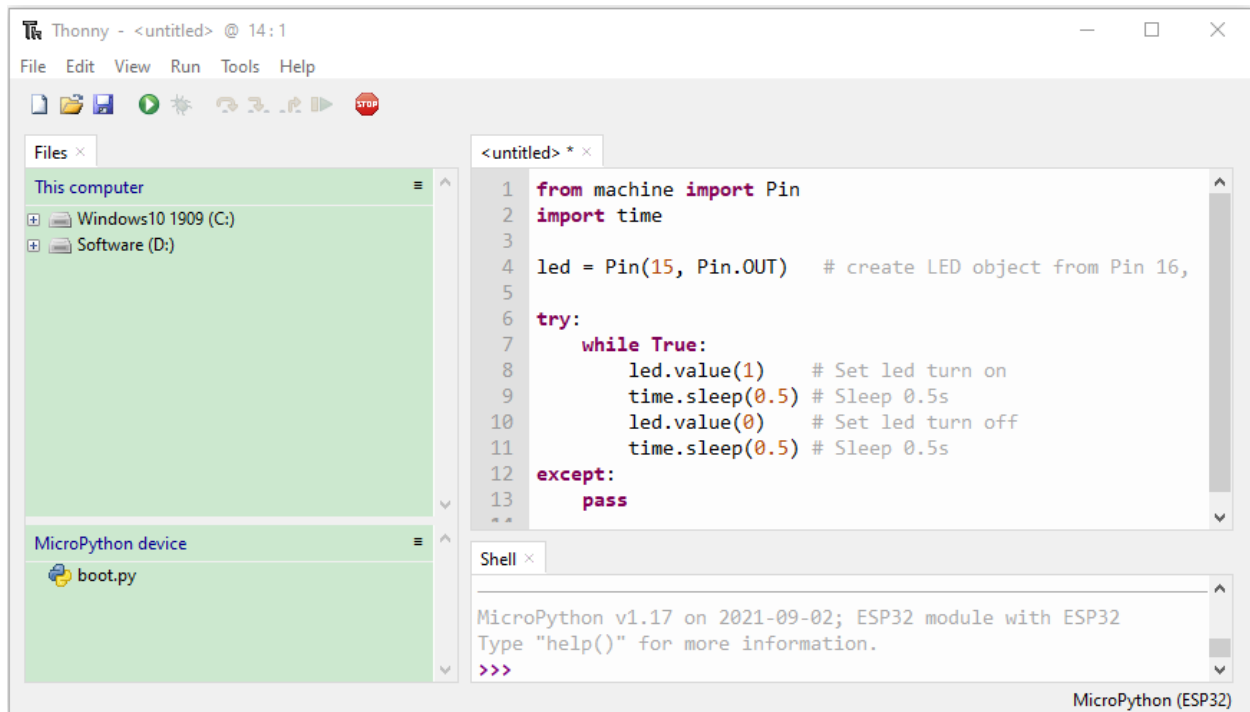 Thonny - <untitled> @ 14:1
File Edit View Run Tools Help
STOP
Files
This computer
Windows10 1909 (C:)
Software (D:)
MicroPython device
boot.py
<untitled> *
1 from machine import Pin
2 import time
3
4 led = Pin(15, Pin.OUT)   # create LED object from Pin 16,
5
6 try:
7     while True:
8         led.value(1)    # Set led turn on
9         time.sleep(0.5) # Sleep 0.5s
10         led.value(0)    # Set led turn off
11         time.sleep(0.5) # Sleep 0.5s
12 except:
13     pass
Shell
MicroPython v1.17 on 2021-09-02; ESP32 module with ESP32
Type "help()" for more information.
>>>
MicroPython (ESP32)